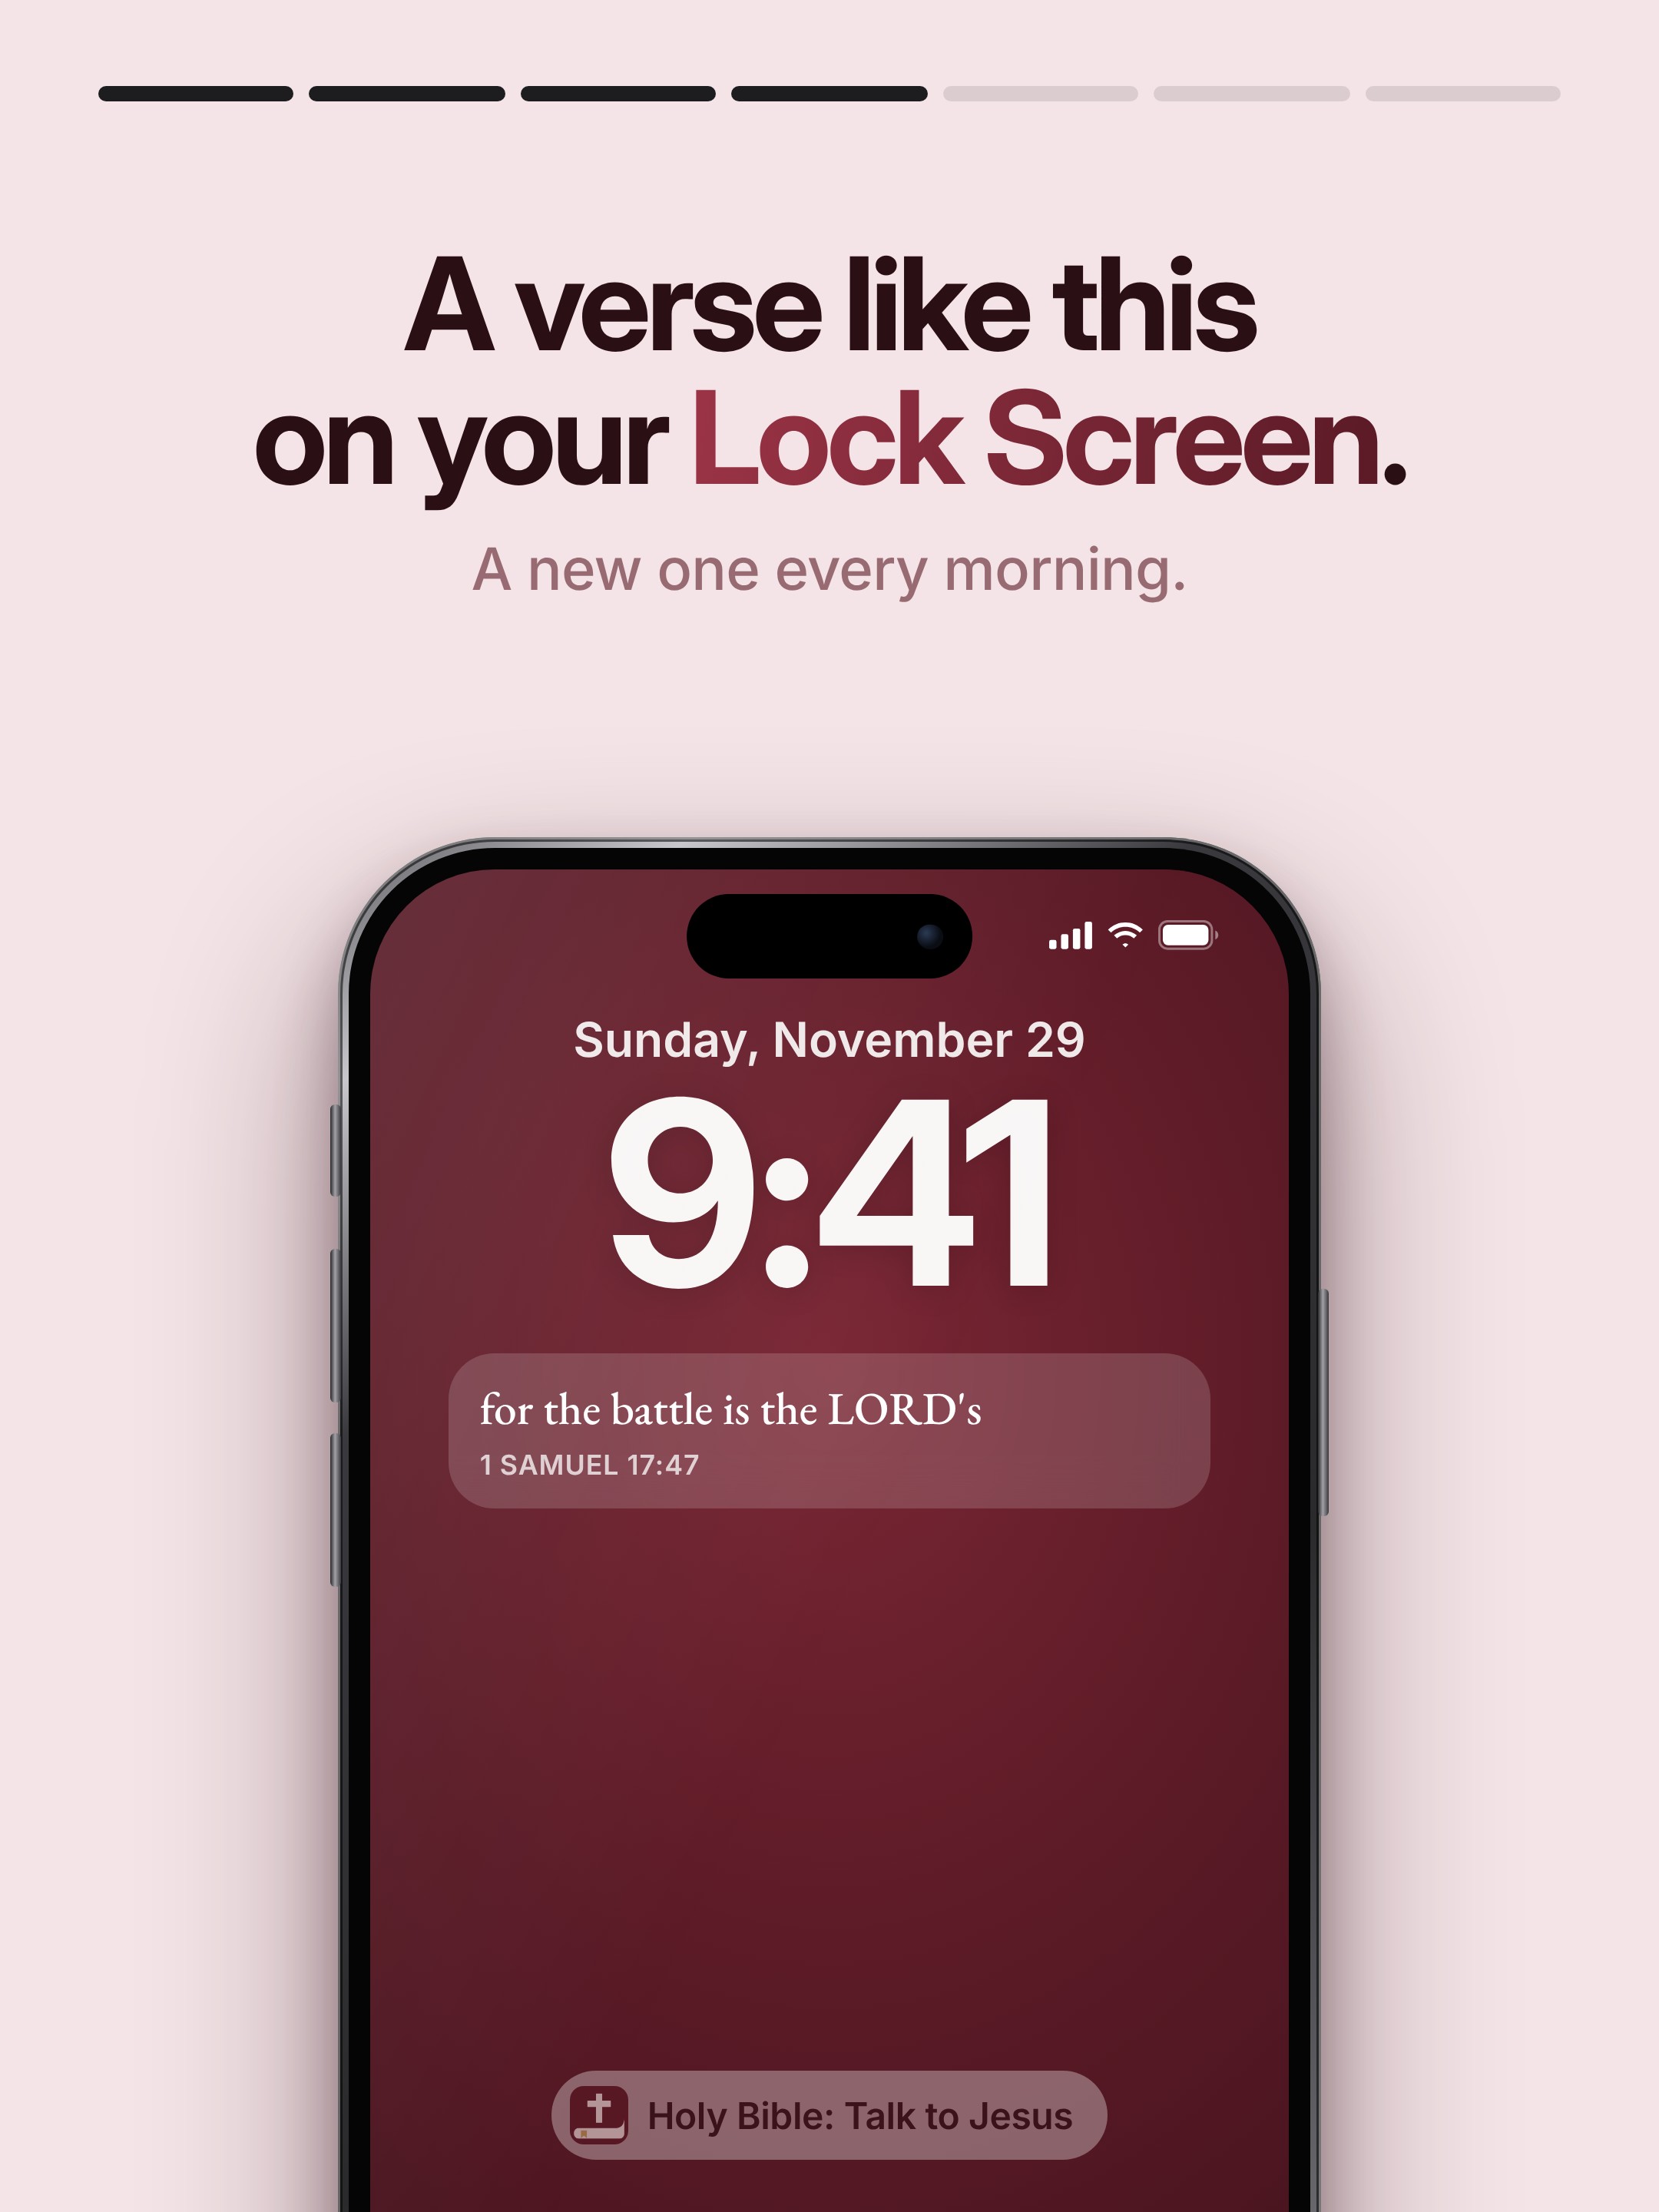 A verse like this
on your Lock Screen.
A new one every morning.
Sunday, November 29
9:41
for the battle is the LORD's
1 SAMUEL 17:47
Holy Bible: Talk to Jesus